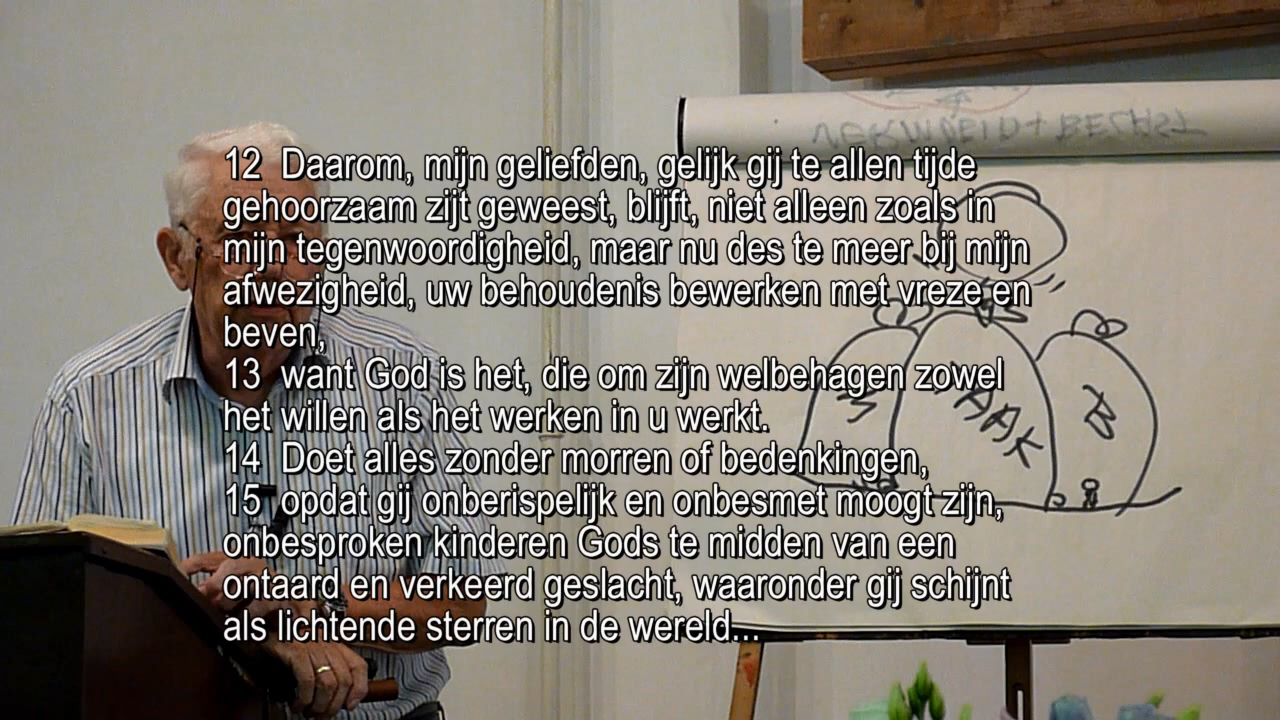 12 Daarom, mijn geliefden, gelijk gij te allen tijde
gehoorzaam zijt geweest, blijft, niet alleen zoals in
mijn tegenwoordigheid, maar nu des te meer bij mijn
afwezigheid, uw behoudenis bewerken met vreze en
beven,
13 want God is het, die om zijn welbehagen zowel
het willen als het werken in u werkt.
14 Doet alles zonder morren of bedenkingen,
15 opdat gij onberispelijk en onbesmet moogt zijn,
onbesproken kinderen Gods te midden van een
ontaard en verkeerd geslacht, waaronder gij schijnt
als lichtende sterren in de wereld...